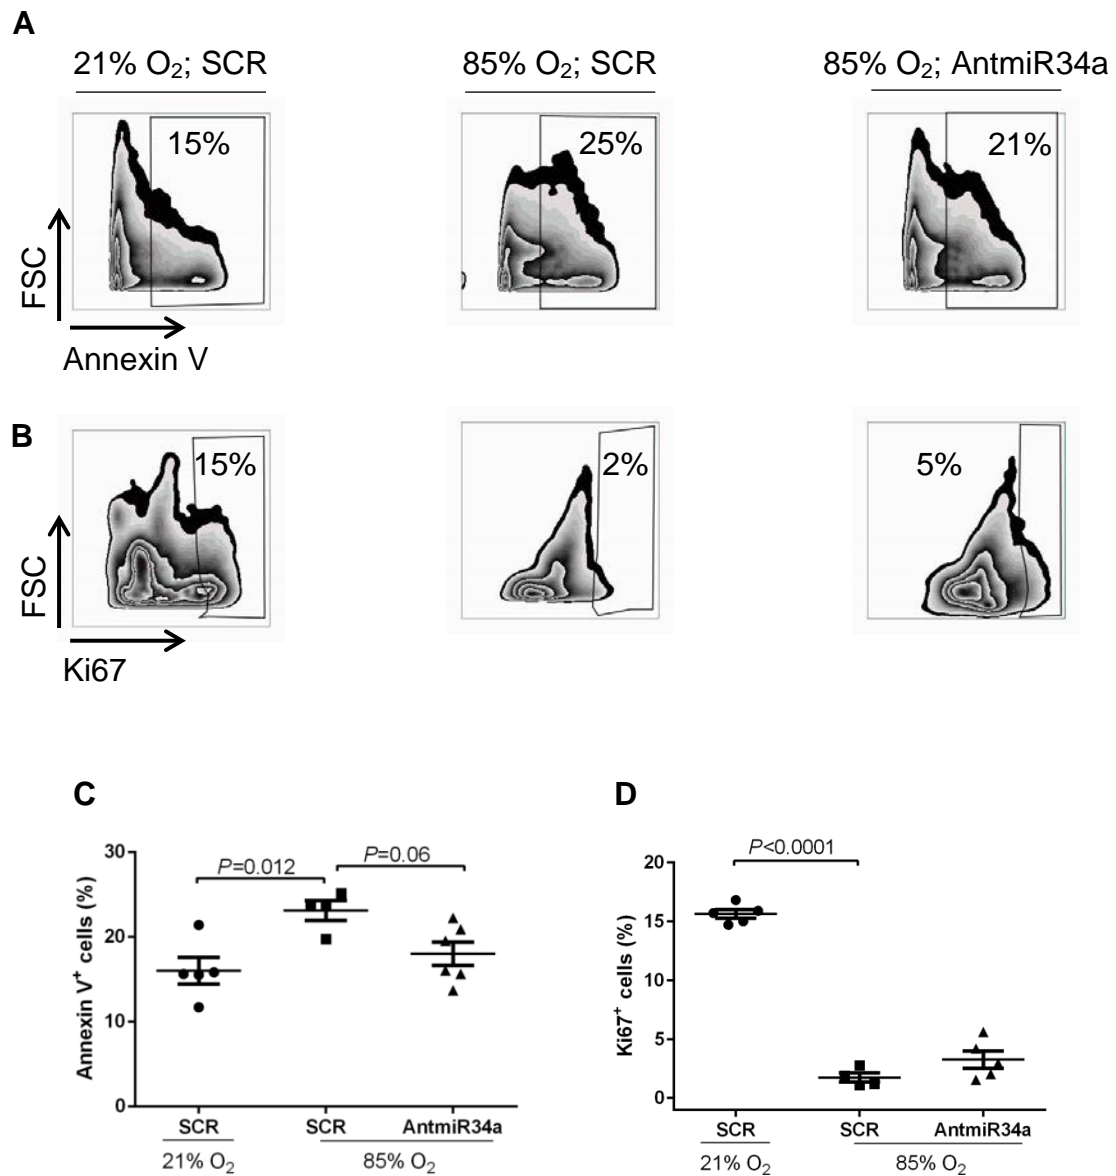 A
21% O₂; SCR
85% O₂; SCR
85% O₂; AntmiR34a
15%
25%
21%
FSC
Annexin V
B
15%
2%
5%
FSC
Ki67
C
D
P=0.012
P=0.06
30
20
10
0
Annexin V⁺ cells (%)
SCR
SCR
AntmiR34a
21% O₂
85% O₂
P<0.0001
20
15
10
5
0
Ki67⁺ cells (%)
SCR
SCR
AntmiR34a
21% O₂
85% O₂